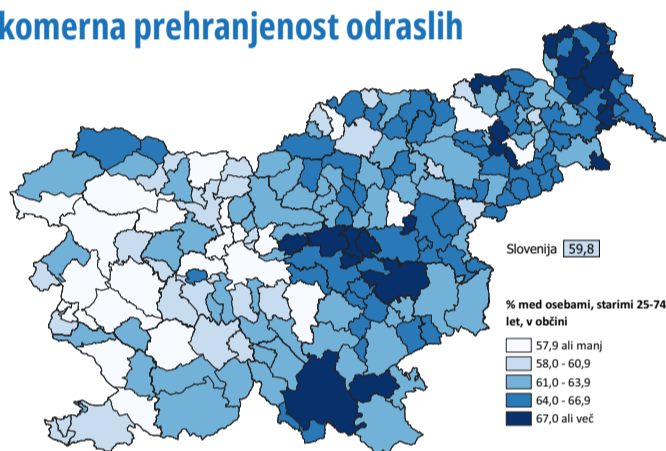 komerna prehranjenost odraslih
Slovenija 59,8
% med osebami, starimi 25-74
let, v občini
57,9 ali manj
58,0 - 60,9
61,0 - 63,9
64,0 - 66,9
67,0 ali več